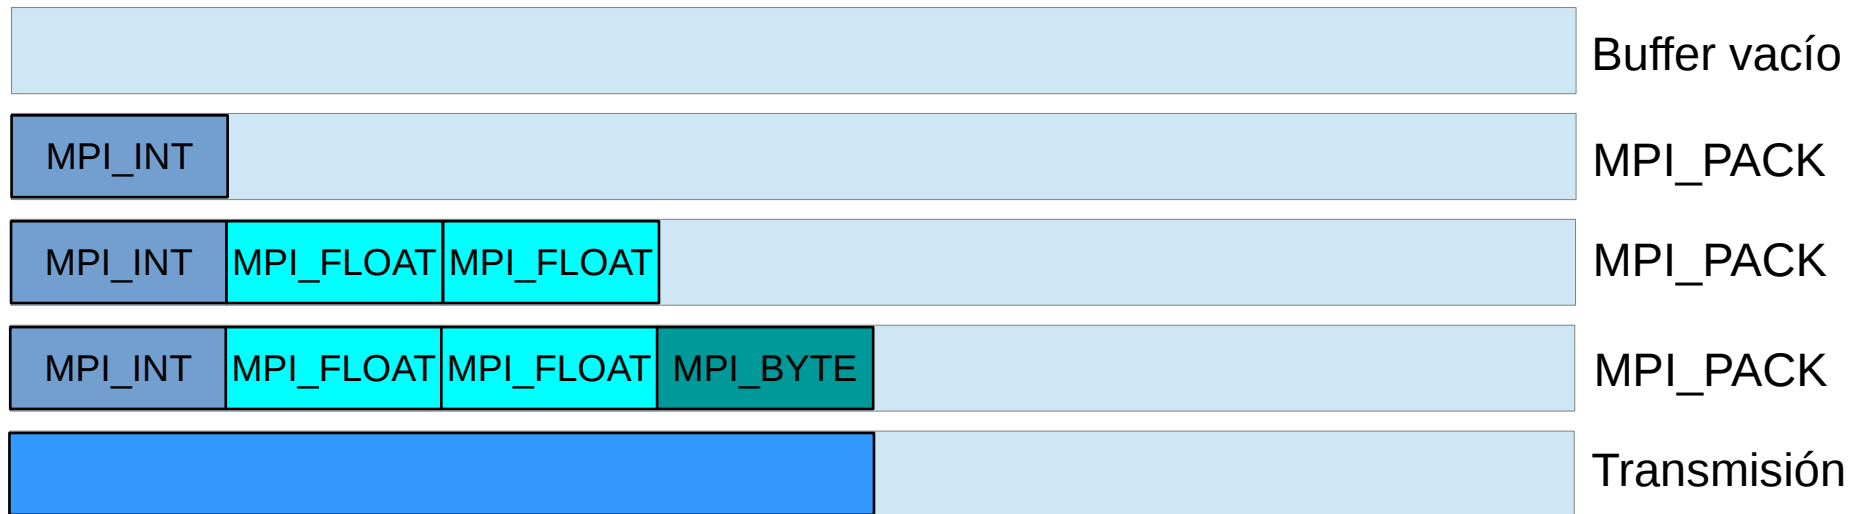 Buffer vacío
MPI_INT MPI_PACK
MPI_INT MPI_FLOAT MPI_FLOAT MPI_PACK
MPI_INT MPI_FLOAT MPI_FLOAT MPI_BYTE MPI_PACK
Transmisión